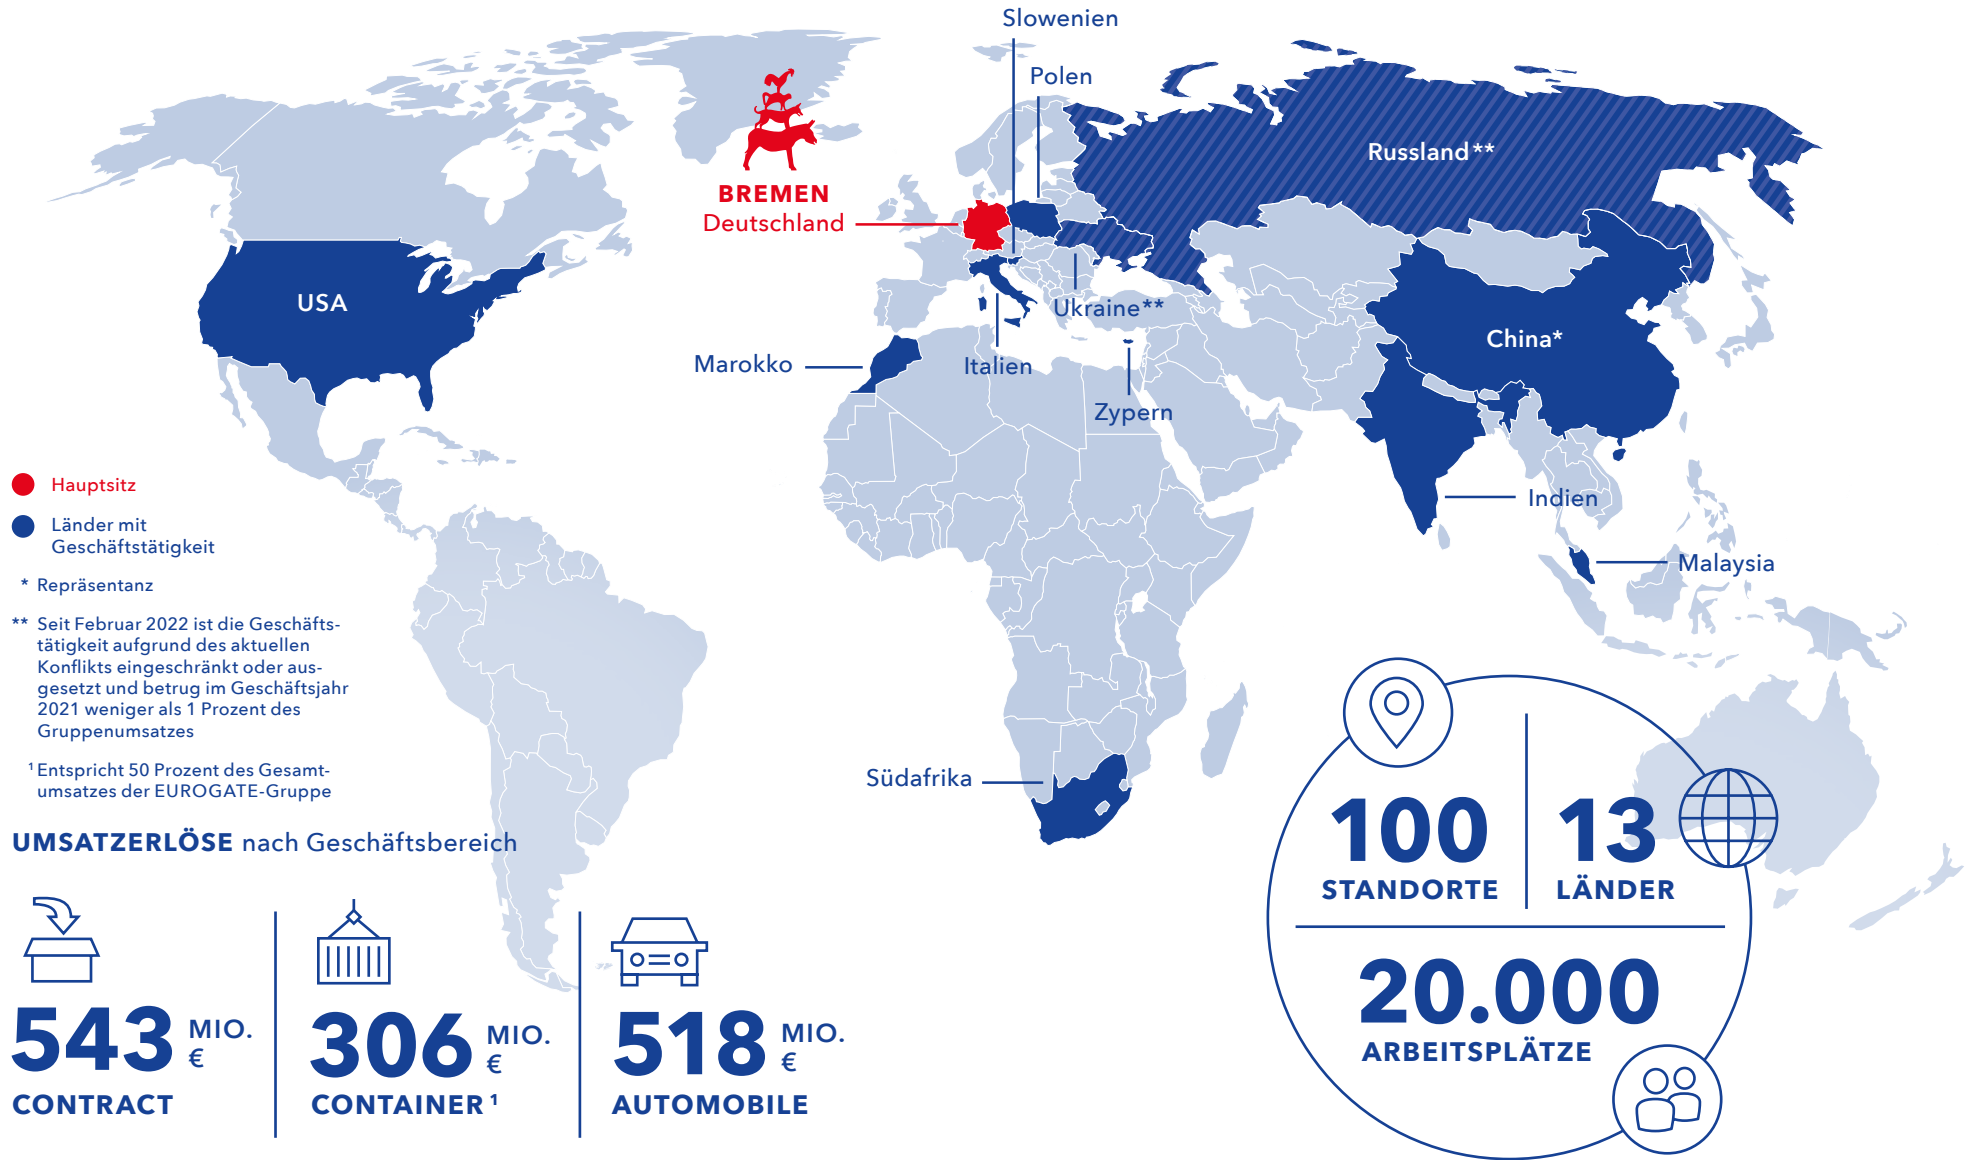 Slowenien
Polen
Russland**
BREMEN
Deutschland
USA
Ukraine**
China*
Marokko
Italien
Zypern
Hauptsitz
Länder mit
Geschäftstätigkeit
* Repräsentanz
** Seit Februar 2022 ist die Geschäfts-
tätigkeit aufgrund des aktuellen
Konflikts eingeschränkt oder aus-
gesetzt und betrug im Geschäftsjahr
2021 weniger als 1 Prozent des
Gruppenumsatzes
¹ Entspricht 50 Prozent des Gesamt-
umsatzes der EUROGATE-Gruppe
Indien
Malaysia
Südafrika
UMSATZERLÖSE nach Geschäftsbereich
543 MIO. €
CONTRACT
306 MIO. €
CONTAINER ¹
518 MIO. €
AUTOMOBILE
100
STANDORTE
13
LÄNDER
20.000
ARBEITSPLÄTZE